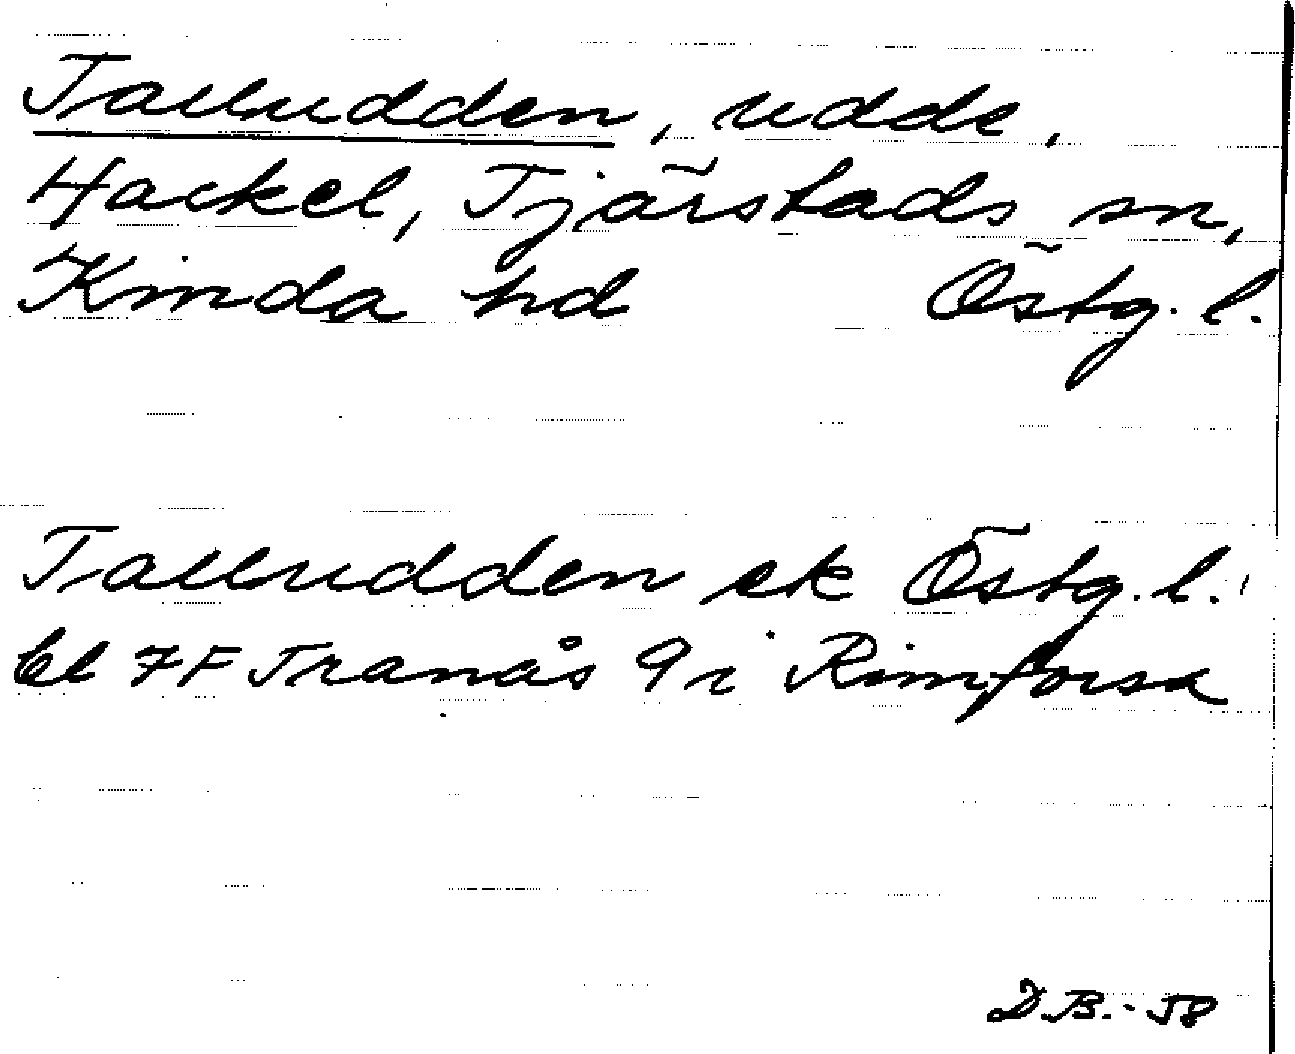 Talludden, udde,
Hackel, Tjärstads sn,
Kinda hd Östg. l.
Talludden ek Östg. l.
bl 7F Tranås 9 i Rimforsa
D.B.-58